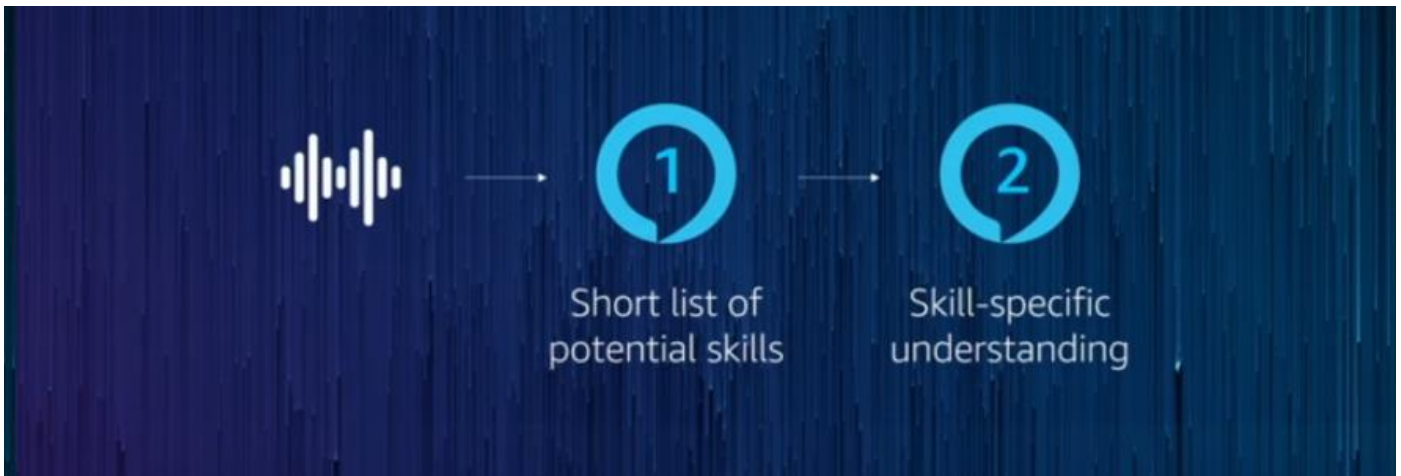 1
Short list of
potential skills
2
Skill-specific
understanding